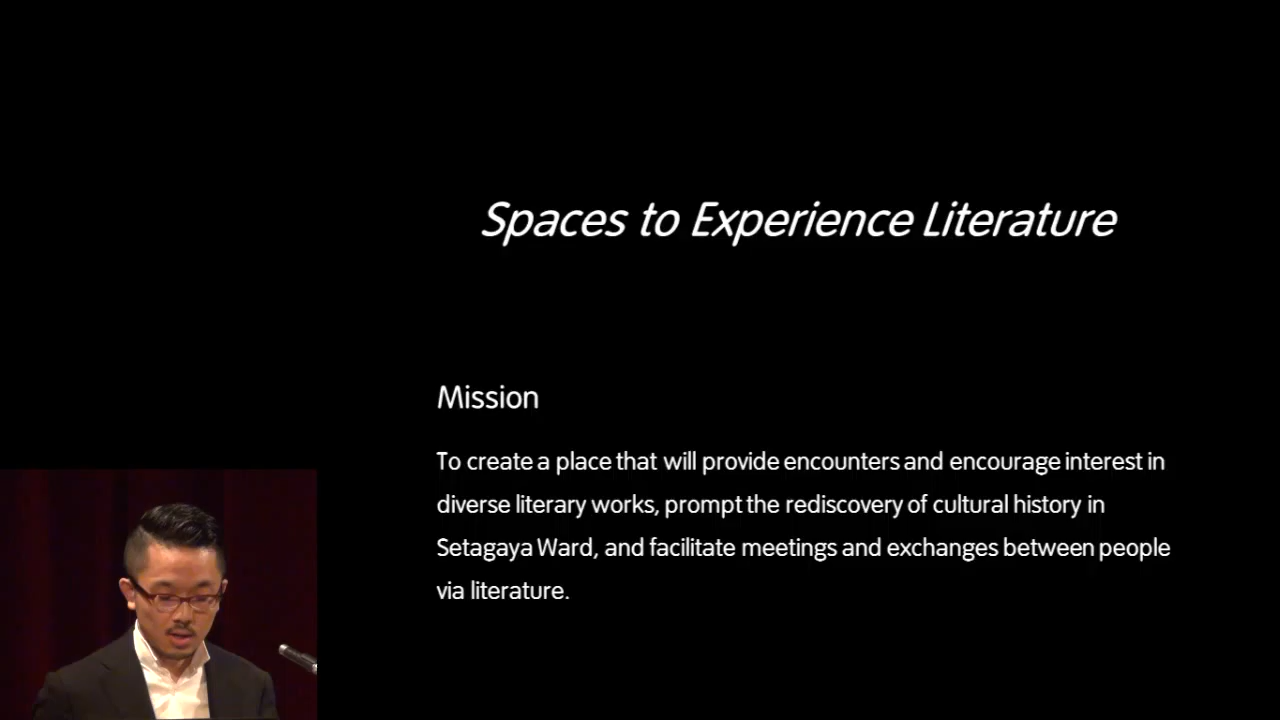 Spaces to Experience Literature
Mission
To create a place that will provide encounters and encourage interest in
diverse literary works, prompt the rediscovery of cultural history in
Setagaya Ward, and facilitate meetings and exchanges between people
via literature.